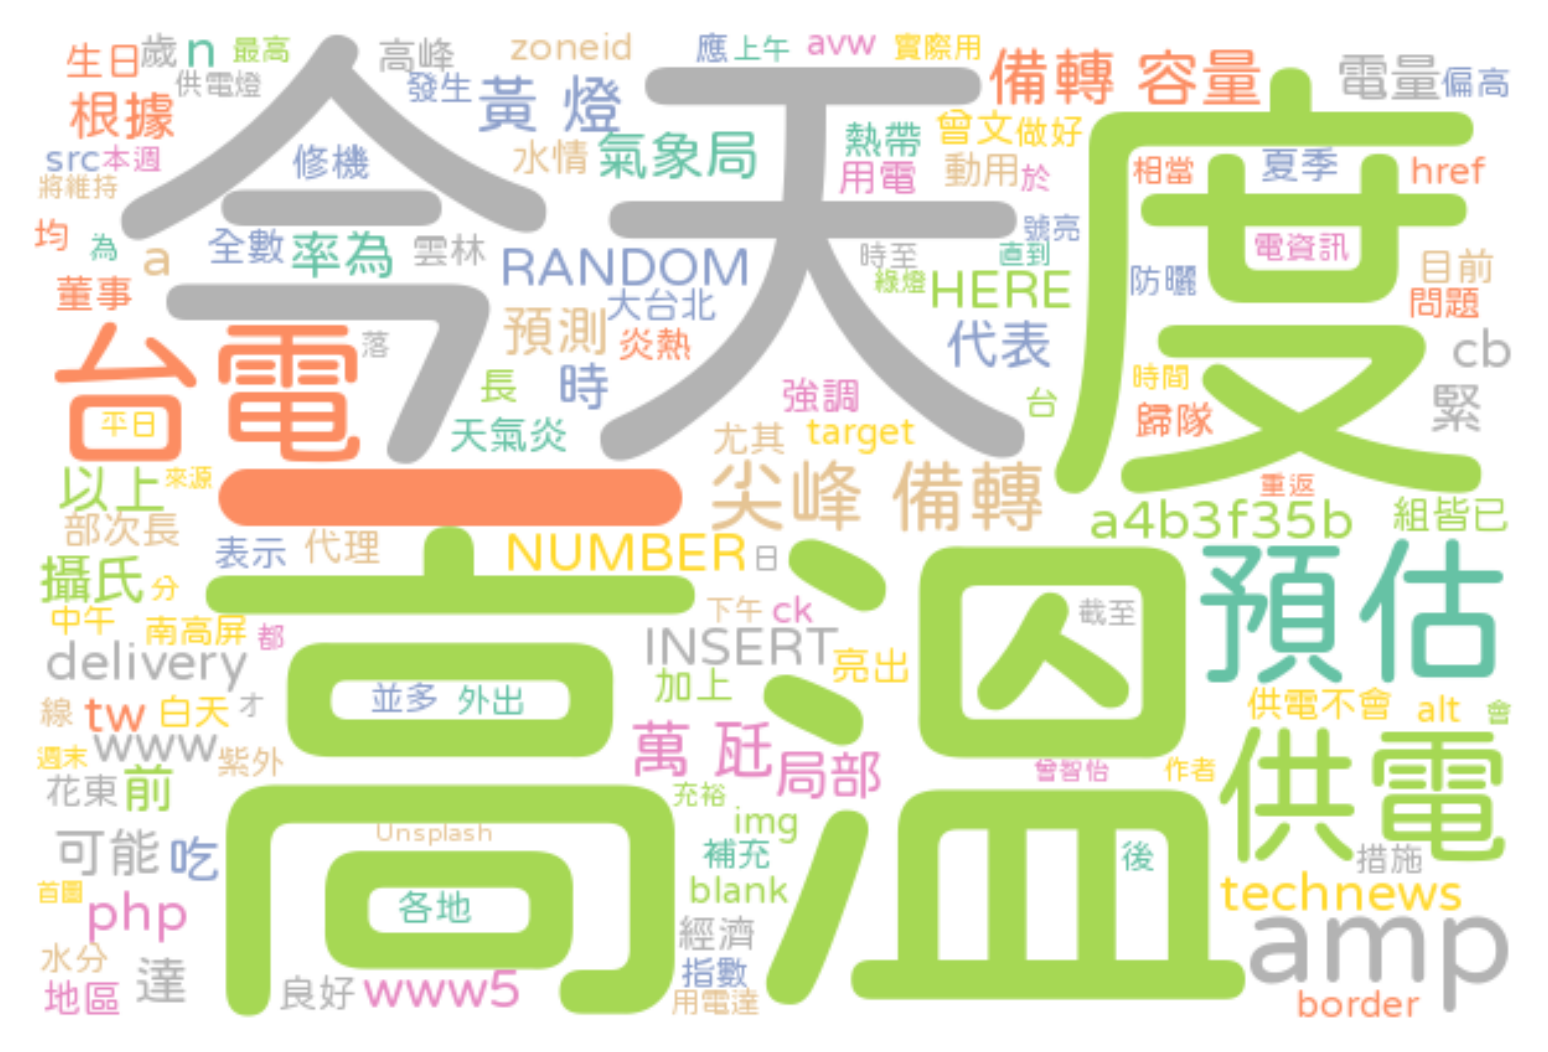 生日
歲
n
最高
高峰
zoneid
應
上午
avw
實際用
供電燈
發生
黃 燈
備轉 容量
電量
偏高
根據
今天
度
src
本週
修機
水情
氣象局
熱帶
曾文
做好
用電
動用
於
相當
夏季
href
將維持
均
為
a
全數
率為
雲林
RANDOM
時至
號亮
直到
電資訊
綠燈
HERE
防曬
目前
董事
大台北
問題
台電
落
預測
炎熱
代表
cb
平日
長
時
強調
台
時間
緊
歸隊
天氣炎
尤其
target
以上
來源
一
尖峰 備轉
重返
a4b3f35b
組皆已
部次長
表示
代理
NUMBER
日
高溫
預估
攝氏
分
中午
南高屏
都
下午
ck
截至
delivery
INSERT
亮出
加上
並多
外出
線
tw
白天
才
www
供電不會
alt
會
週末
紫外
萬 瓩
局部
曾智怡
作者
供電
花東
前
充裕
img
Unsplash
可能
吃
補充
後
措施
首圖
php
各地
blank
technews
amp
水分
地區
達
良好
www5
經濟
指數
用電達
border